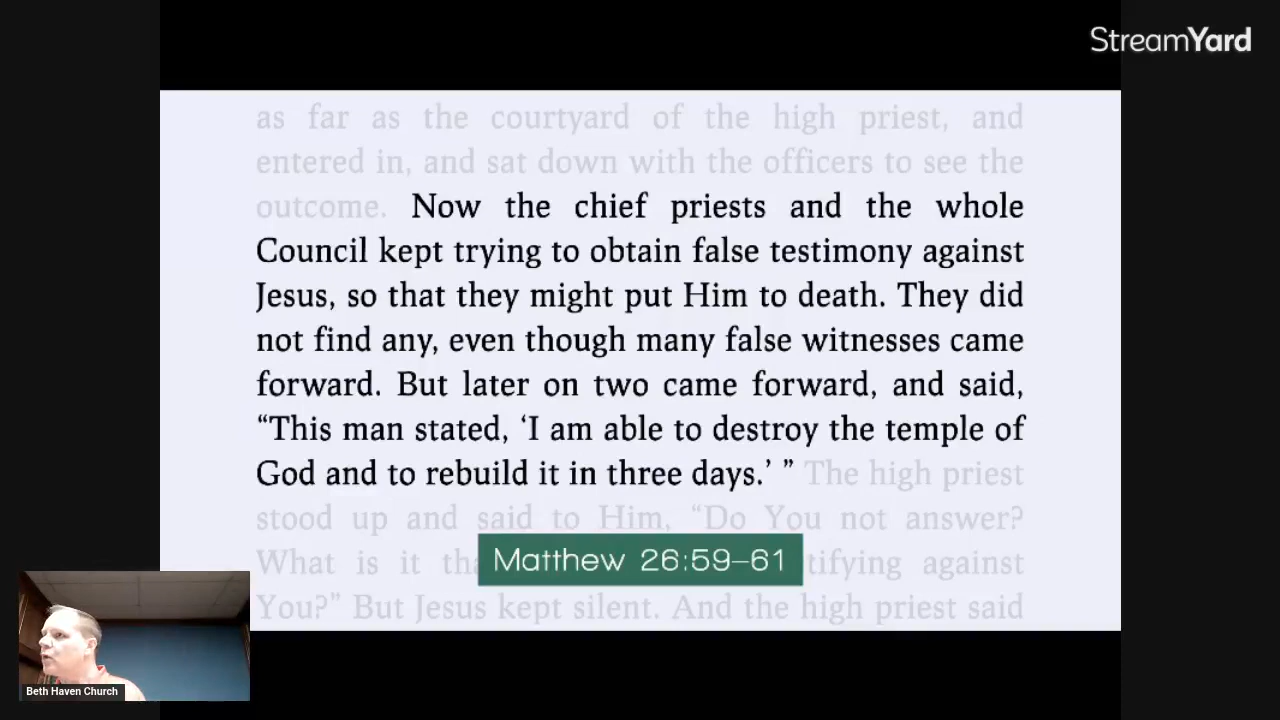 StreamYard
as far as the courtyard of the high priest, and
entered in, and sat down with the officers to see the
outcome. Now the chief priests and the whole
Council kept trying to obtain false testimony against
Jesus, so that they might put Him to death. They did
not find any, even though many false witnesses came
forward. But later on two came forward, and said,
“This man stated, ‘I am able to destroy the temple of
God and to rebuild it in three days.’ ” The high priest
stood up and said to Him, “Do You not answer?
What is it tifying against
Matthew 26:59–61
You?” But Jesus kept silent. And the high priest said
Beth Haven Church